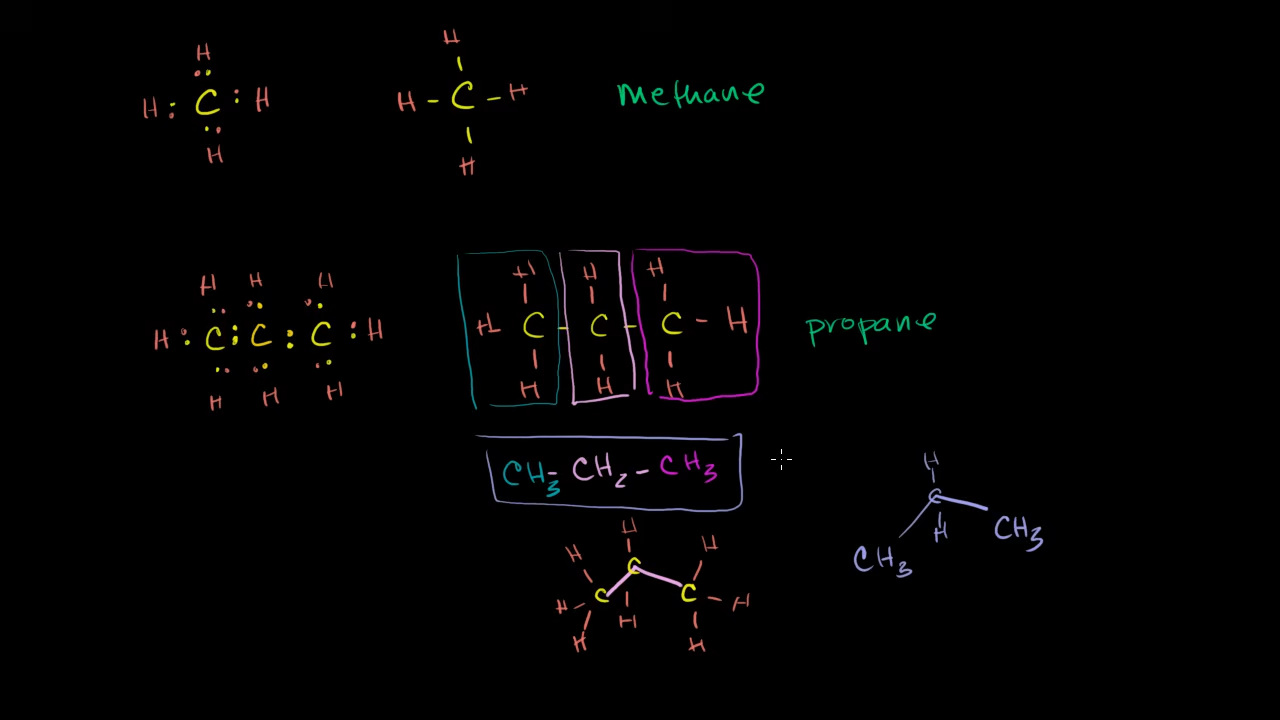 H H
H : C : H H - C - H methane
H H
H H H H H H
H : C : C : C : H H - C - C - C - H propane
H H H H H H
CH3 - CH2 - CH3
H
C
H
CH3 CH3
H H H
C
H C C H
H H H